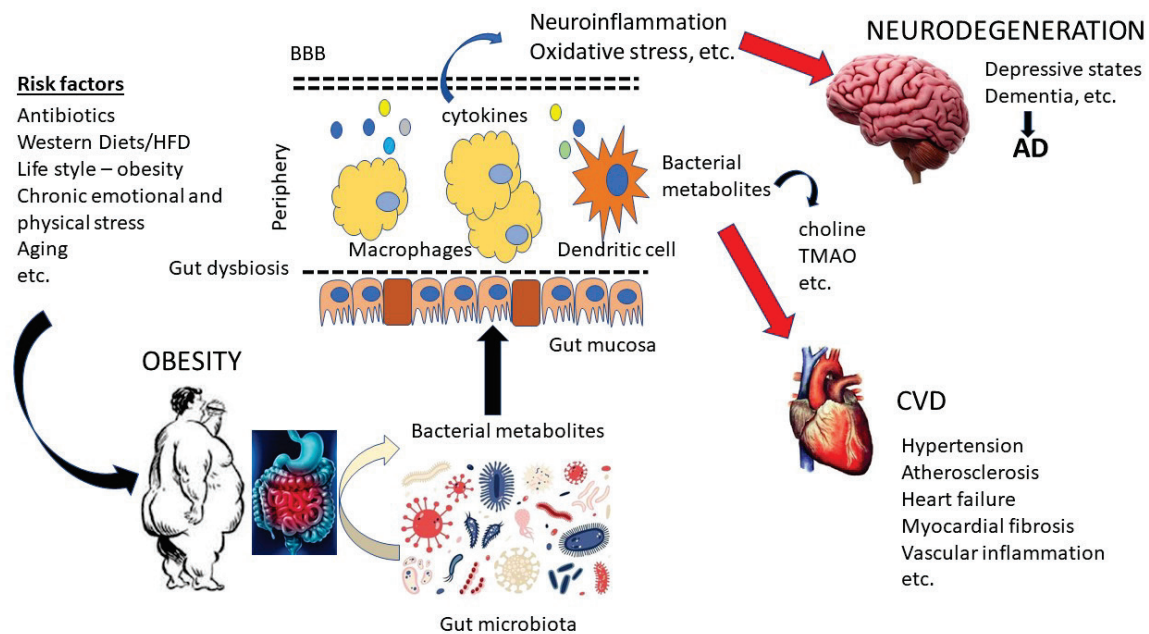 Risk factors
Antibiotics
Western Diets/HFD
Life style – obesity
Chronic emotional and
physical stress
Aging
etc.
BBB
Neuroinflammation
Oxidative stress, etc.
NEURODEGENERATION
Depressive states
Dementia, etc.
AD
Periphery
cytokines
Macrophages
Dendritic cell
Bacterial
metabolites
choline
TMAO
etc.
Gut dysbiosis
Gut mucosa
OBESITY
Bacterial metabolites
Gut microbiota
CVD
Hypertension
Atherosclerosis
Heart failure
Myocardial fibrosis
Vascular inflammation
etc.